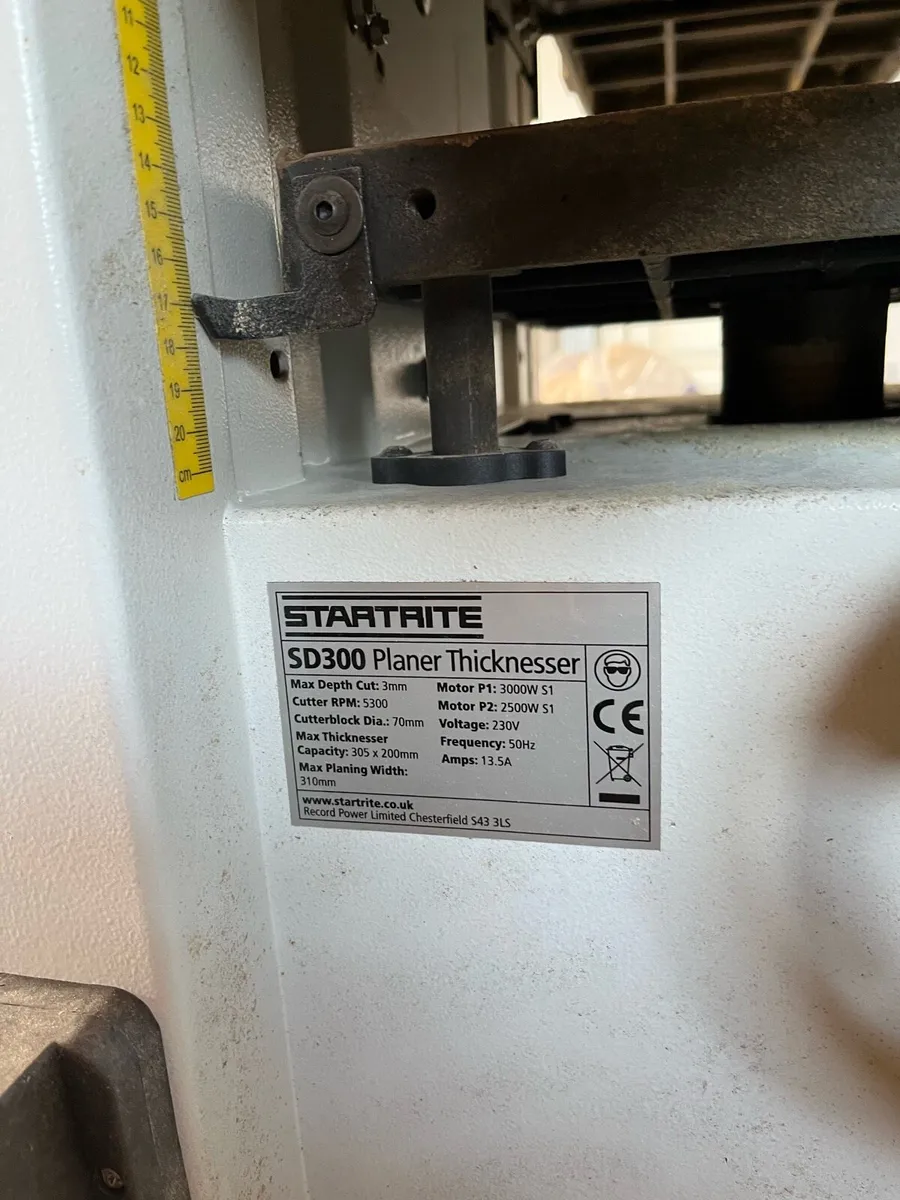 11
12
13
14
15
16
17
18
19
20
cm
STARTRITE
SD300 Planer Thicknesser
Max Depth Cut: 3mm
Cutter RPM: 5300
Cutterblock Dia.: 70mm
Max Thicknesser
Capacity: 305 x 200mm
Max Planing Width:
310mm
Motor P1: 3000W S1
Motor P2: 2500W S1
Voltage: 230V
Frequency: 50Hz
Amps: 13.5A
CE
www.startrite.co.uk
Record Power Limited Chesterfield S43 3LS